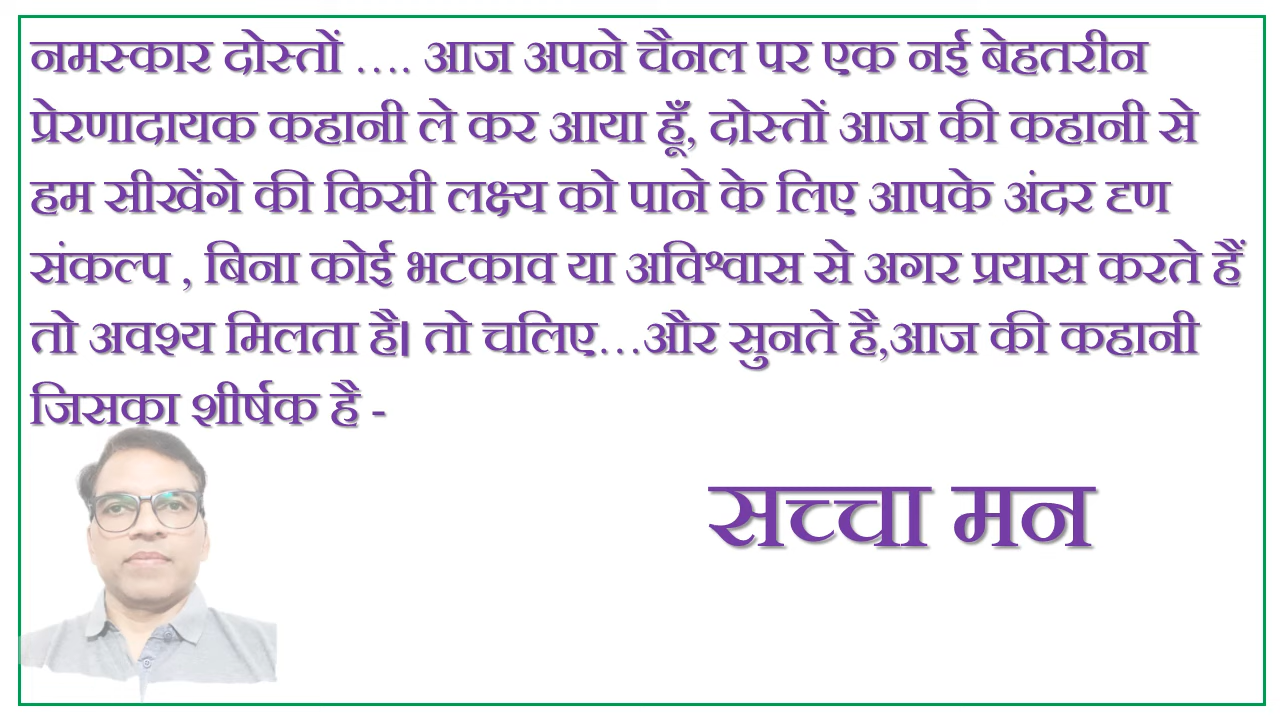 नमस्कार दोस्तों .... आज अपने चैनल पर एक नई बेहतरीन
प्रेरणादायक कहानी ले कर आया हूँ, दोस्तों आज की कहानी से
हम सीखेंगे की किसी लक्ष्य को पाने के लिए आपके अंदर दृण
संकल्प , बिना कोई भटकाव या अविश्वास से अगर प्रयास करते हैं
तो अवश्य मिलता है। तो चलिए...और सुनते है,आज की कहानी
जिसका शीर्षक है -
सच्चा मन